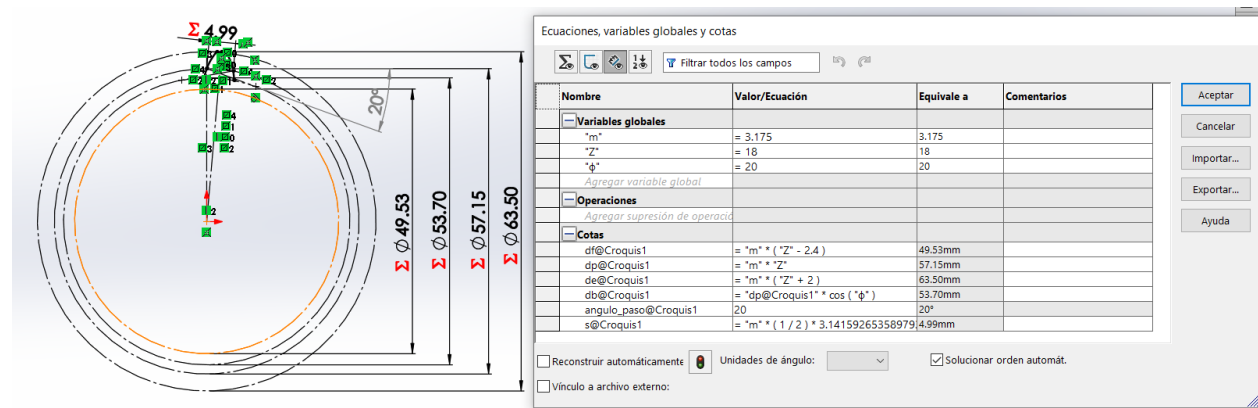 Σ 4.99
20°
Σ ∅49.53
Σ ∅53.70
Σ ∅57.15
Σ ∅63.50
Ecuaciones, variables globales y cotas
Filtrar todos los campos
Nombre Valor/Ecuación Equivale a Comentarios
Variables globales
"m" = 3.175 3.175
"Z" = 18 18
"ϕ" = 20 20
Agregar variable global
Operaciones
Agregar supresión de operació
Cotas
df@Croquis1 = "m" * ( "Z" - 2.4 ) 49.53mm
dp@Croquis1 = "m" * "Z" 57.15mm
de@Croquis1 = "m" * ( "Z" + 2 ) 63.50mm
db@Croquis1 = "dp@Croquis1" * cos ( "ϕ" ) 53.70mm
angulo_paso@Croquis1 20 20°
s@Croquis1 = "m" * ( 1 / 2 ) * 3.14159265358979 4.99mm
Reconstruir automáticamente Unidades de ángulo: Solucionar orden automát.
Vínculo a archivo externo:
Aceptar
Cancelar
Importar...
Exportar...
Ayuda